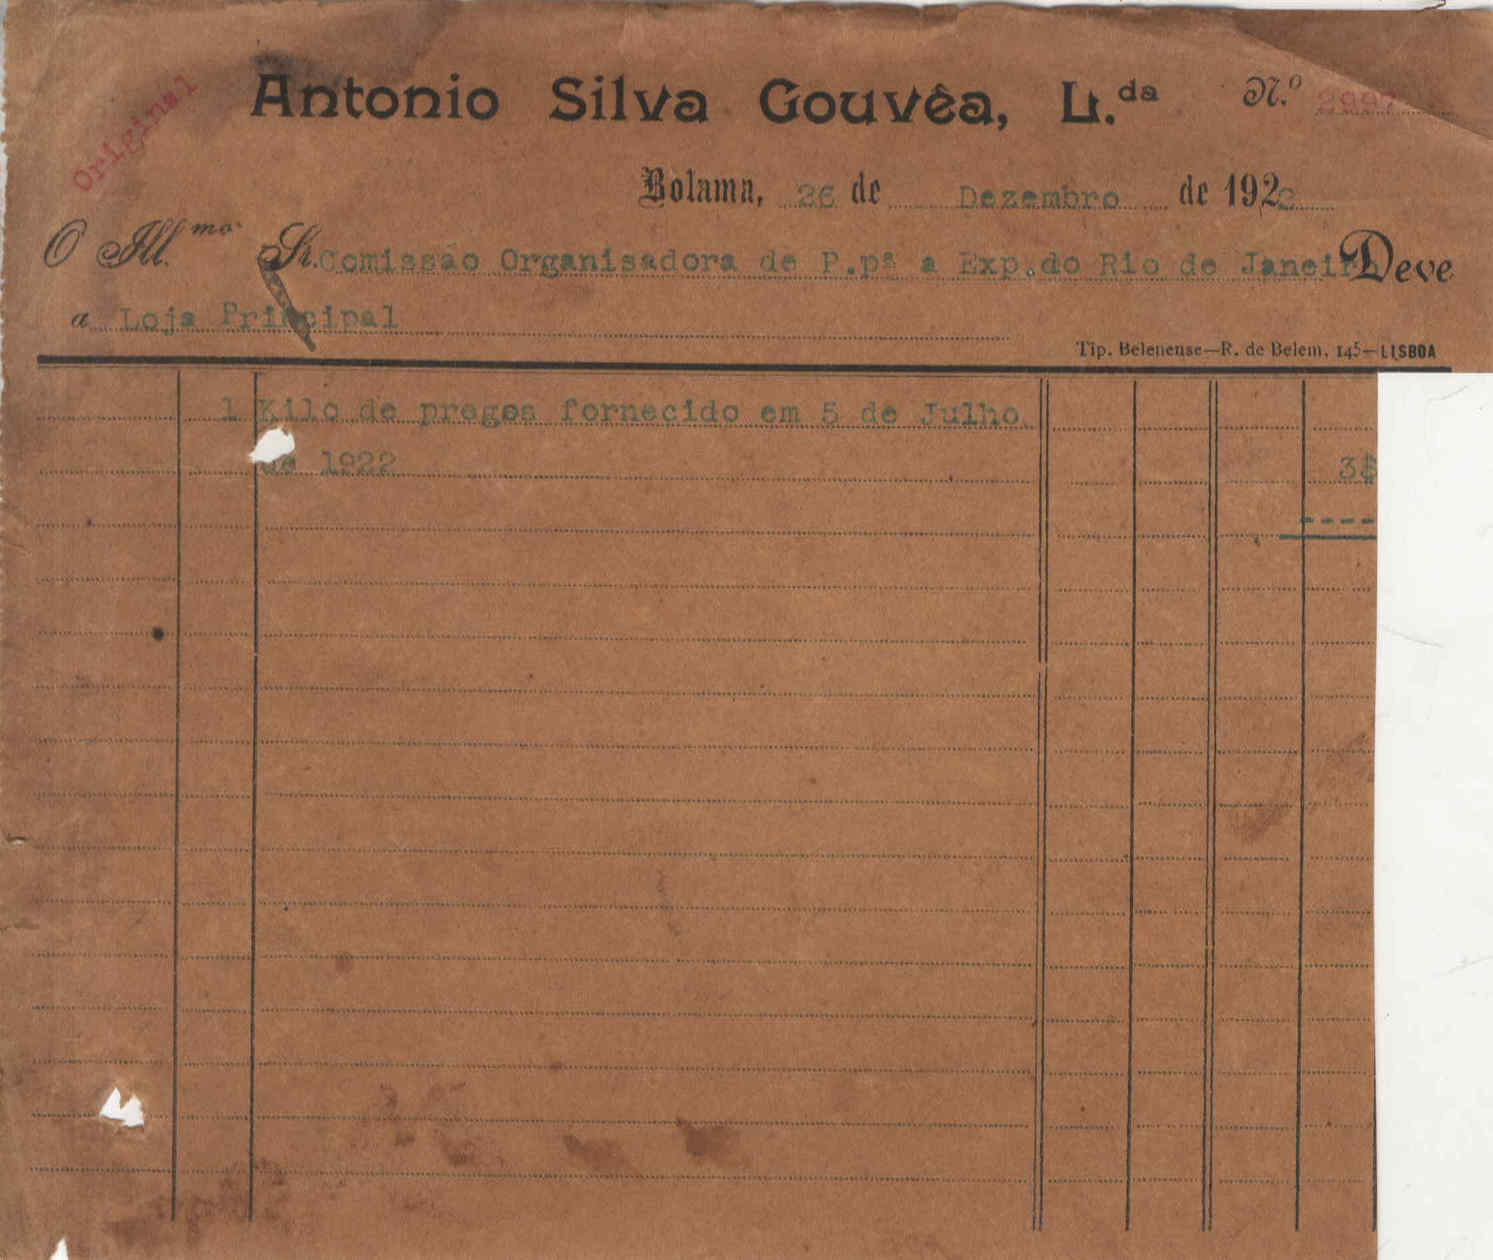 Original
Antonio Silva Gouvêa, L.da N.º 2997
Bolama, 26 de Dezembro de 1922
O Ill.mo Sr. Comissão Organisadora de P.pª a Exp.do Rio de Janeir Deve
a Loja Principal
Tip. Belenense—R. de Belem, 145—LISBOA
1 Kilo de pregos fornecido em 5 de Julho
de 1922 3$